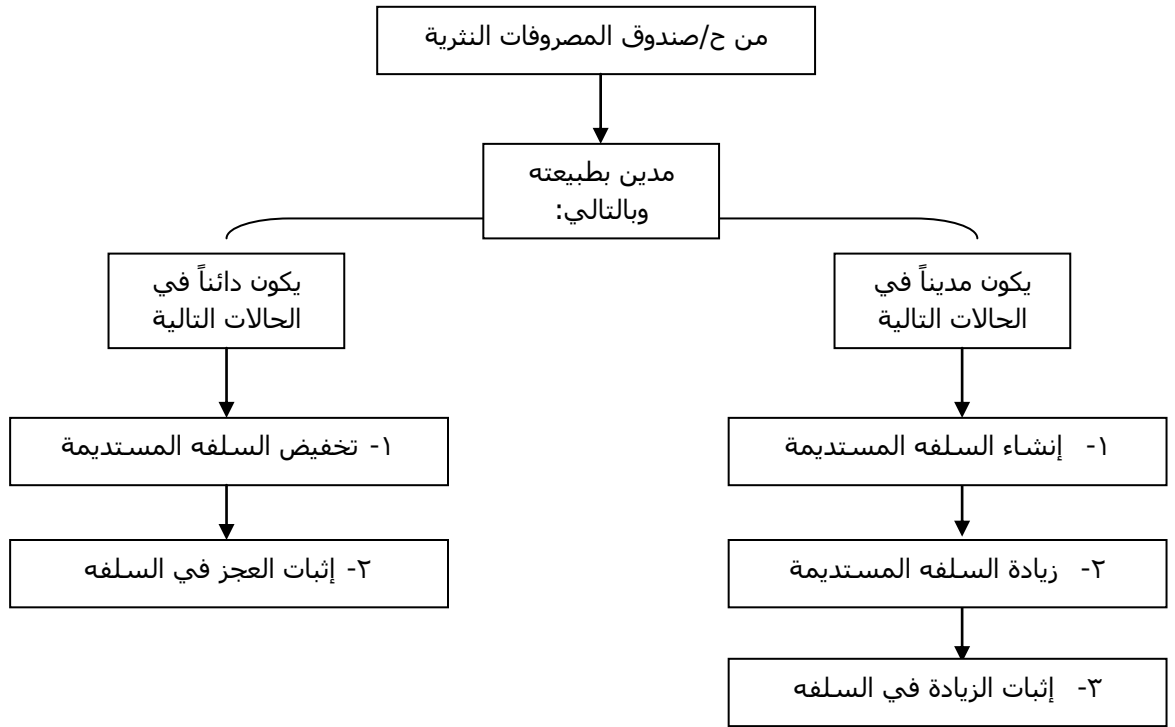 من ح/صندوق المصروفات النثرية
مدين بطبيعته
وبالتالي:
يكون مديناً في
الحالات التالية
١- إنشاء السلفه المستديمة
٢- زيادة السلفه المستديمة
٣- إثبات الزيادة في السلفه
يكون دائناً في
الحالات التالية
١- تخفيض السلفه المستديمة
٢- إثبات العجز في السلفه